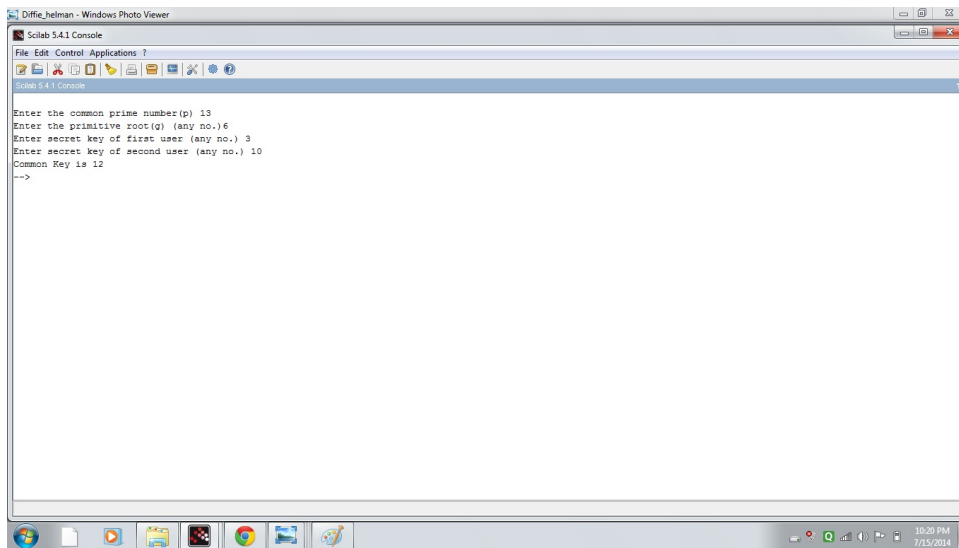 Diffie_helman - Windows Photo Viewer
Scilab 5.4.1 Console
File Edit Control Applications ?
Scilab 5.4.1 Console
Enter the common prime number(p) 13
Enter the primitive root(g) (any no.)6
Enter secret key of first user (any no.) 3
Enter secret key of second user (any no.) 10
Common Key is 12
-->
10:20 PM
7/15/2014